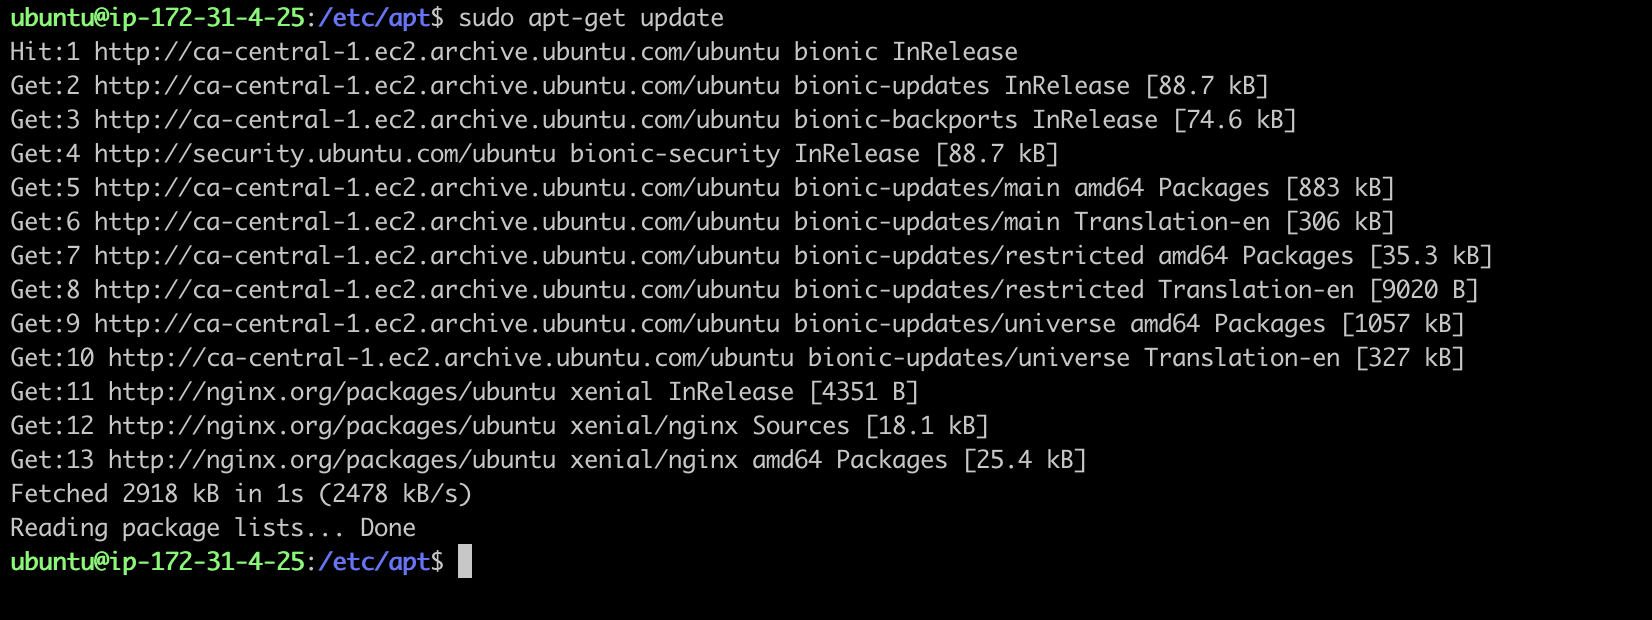 ubuntu@ip-172-31-4-25:/etc/apt$ sudo apt-get update
Hit:1 http://ca-central-1.ec2.archive.ubuntu.com/ubuntu bionic InRelease
Get:2 http://ca-central-1.ec2.archive.ubuntu.com/ubuntu bionic-updates InRelease [88.7 kB]
Get:3 http://ca-central-1.ec2.archive.ubuntu.com/ubuntu bionic-backports InRelease [74.6 kB]
Get:4 http://security.ubuntu.com/ubuntu bionic-security InRelease [88.7 kB]
Get:5 http://ca-central-1.ec2.archive.ubuntu.com/ubuntu bionic-updates/main amd64 Packages [883 kB]
Get:6 http://ca-central-1.ec2.archive.ubuntu.com/ubuntu bionic-updates/main Translation-en [306 kB]
Get:7 http://ca-central-1.ec2.archive.ubuntu.com/ubuntu bionic-updates/restricted amd64 Packages [35.3 kB]
Get:8 http://ca-central-1.ec2.archive.ubuntu.com/ubuntu bionic-updates/restricted Translation-en [9020 B]
Get:9 http://ca-central-1.ec2.archive.ubuntu.com/ubuntu bionic-updates/universe amd64 Packages [1057 kB]
Get:10 http://ca-central-1.ec2.archive.ubuntu.com/ubuntu bionic-updates/universe Translation-en [327 kB]
Get:11 http://nginx.org/packages/ubuntu xenial InRelease [4351 B]
Get:12 http://nginx.org/packages/ubuntu xenial/nginx Sources [18.1 kB]
Get:13 http://nginx.org/packages/ubuntu xenial/nginx amd64 Packages [25.4 kB]
Fetched 2918 kB in 1s (2478 kB/s)
Reading package lists... Done
ubuntu@ip-172-31-4-25:/etc/apt$